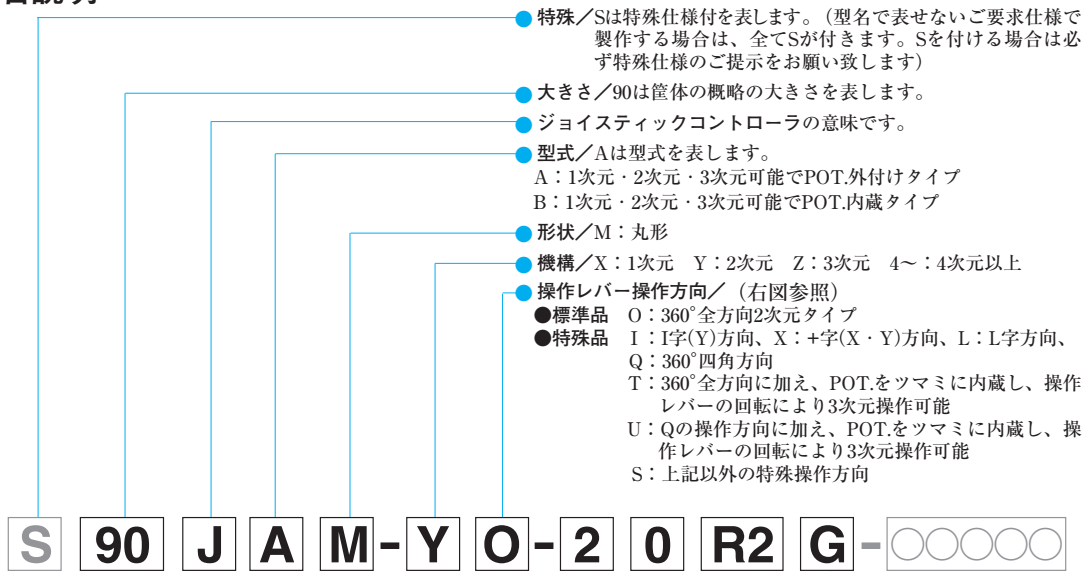 特殊／Sは特殊仕様付を表します。（型名で表せないご要求仕様で
製作する場合は、全てSが付きます。Sを付ける場合は必
ず特殊仕様のご提示をお願い致します）
大きさ／90は筐体の概略の大きさを表します。
ジョイスティックコントローラの意味です。
型式／Aは型式を表します。
A：1次元・2次元・3次元可能でPOT.外付けタイプ
B：1次元・2次元・3次元可能でPOT.内蔵タイプ
形状／M：丸形
機構／X：1次元 Y：2次元 Z：3次元 4〜：4次元以上
操作レバー操作方向／（右図参照）
●標準品 O：360°全方向2次元タイプ
●特殊品 I：I字(Y)方向、X：+字(X・Y)方向、L：L字方向、
Q：360°四角方向
T：360°全方向に加え、POT.をツマミに内蔵し、操作
レバーの回転により3次元操作可能
U：Qの操作方向に加え、POT.をツマミに内蔵し、操
作レバーの回転により3次元操作可能
S：上記以外の特殊操作方向
S 90 J A M-Y O-2 0 R2 G-○○○○○